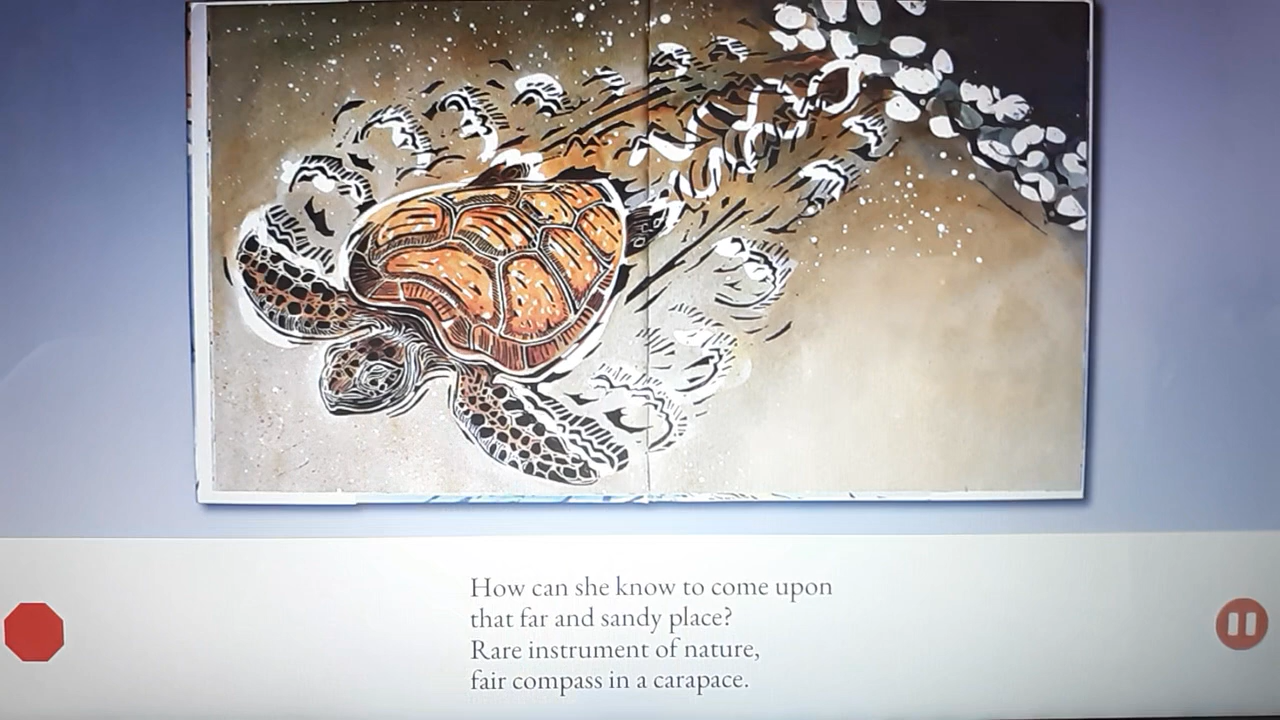 How can she know to come upon
that far and sandy place?
Rare instrument of nature,
fair compass in a carapace.